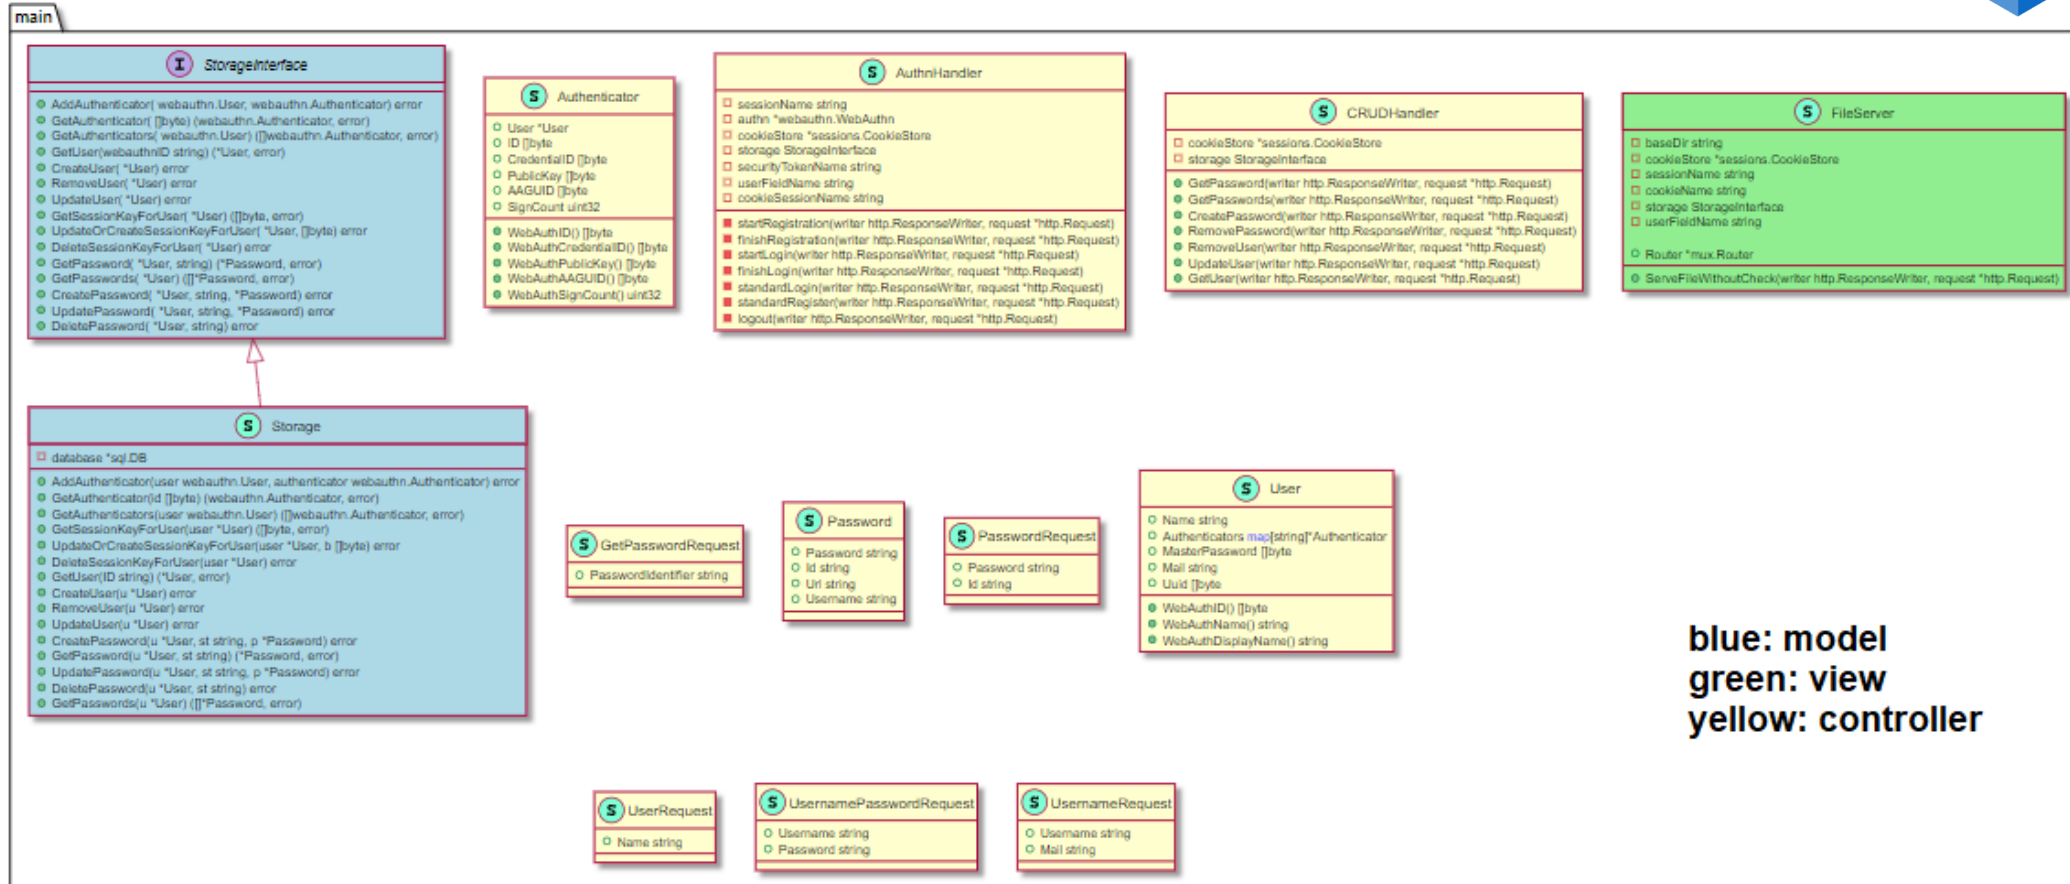 main
I StorageInterface
AddAuthenticator( webauthn.User, webauthn.Authenticator) error
GetAuthenticator( []byte) (webauthn.Authenticator, error)
GetAuthenticators( webauthn.User) ([]webauthn.Authenticator, error)
GetUser(webauthnID string) (*User, error)
CreateUser( *User) error
RemoveUser( *User) error
UpdateUser( *User) error
GetSessionKeyForUser( *User) ([]byte, error)
UpdateOrCreateSessionKeyForUser( *User, []byte) error
DeleteSessionKeyForUser( *User) error
GetPassword( *User, string) (*Password, error)
GetPasswords( *User) ([]*Password, error)
CreatePassword( *User, string, *Password) error
UpdatePassword( *User, string, *Password) error
DeletePassword( *User, string) error
S Authenticator
User *User
ID []byte
CredentialID []byte
PublicKey []byte
AAGUID []byte
SignCount uint32
WebAuthID() []byte
WebAuthCredentialID() []byte
WebAuthPublicKey() []byte
WebAuthAAGUID() []byte
WebAuthSignCount() uint32
S AuthnHandler
sessionName string
authn *webauthn.WebAuthn
cookieStore *sessions.CookieStore
storage StorageInterface
securityTokenName string
userFieldName string
cookieSessionName string
startRegistration(writer http.ResponseWriter, request *http.Request)
finishRegistration(writer http.ResponseWriter, request *http.Request)
startLogin(writer http.ResponseWriter, request *http.Request)
finishLogin(writer http.ResponseWriter, request *http.Request)
standardLogin(writer http.ResponseWriter, request *http.Request)
standardRegister(writer http.ResponseWriter, request *http.Request)
logout(writer http.ResponseWriter, request *http.Request)
S CRUDHandler
cookieStore *sessions.CookieStore
storage StorageInterface
GetPassword(writer http.ResponseWriter, request *http.Request)
GetPasswords(writer http.ResponseWriter, request *http.Request)
CreatePassword(writer http.ResponseWriter, request *http.Request)
RemovePassword(writer http.ResponseWriter, request *http.Request)
RemoveUser(writer http.ResponseWriter, request *http.Request)
UpdateUser(writer http.ResponseWriter, request *http.Request)
GetUser(writer http.ResponseWriter, request *http.Request)
S FileServer
baseDir string
cookieStore *sessions.CookieStore
sessionName string
cookieName string
storage StorageInterface
userFieldName string
Router *mux.Router
ServeFileWithoutCheck(writer http.ResponseWriter, request *http.Request)
S Storage
database *sql.DB
AddAuthenticator(user webauthn.User, authenticator webauthn.Authenticator) error
GetAuthenticator(id []byte) (webauthn.Authenticator, error)
GetAuthenticators(user webauthn.User) ([]webauthn.Authenticator, error)
GetSessionKeyForUser(user *User) ([]byte, error)
UpdateOrCreateSessionKeyForUser(user *User, b []byte) error
DeleteSessionKeyForUser(user *User) error
GetUser(ID string) (*User, error)
CreateUser(u *User) error
RemoveUser(u *User) error
UpdateUser(u *User) error
CreatePassword(u *User, st string, p *Password) error
GetPassword(u *User, st string) (*Password, error)
UpdatePassword(u *User, st string, p *Password) error
DeletePassword(u *User, st string) error
GetPasswords(u *User) ([]*Password, error)
S GetPasswordRequest
PasswordIdentifier string
S Password
Password string
Id string
Url string
Username string
S PasswordRequest
Password string
Id string
S User
Name string
Authenticators map[string]*Authenticator
MasterPassword []byte
Mail string
Uuid []byte
WebAuthID() []byte
WebAuthName() string
WebAuthDisplayName() string
blue: model
green: view
yellow: controller
S UserRequest
Name string
S UsernamePasswordRequest
Username string
Password string
S UsernameRequest
Username string
Mail string